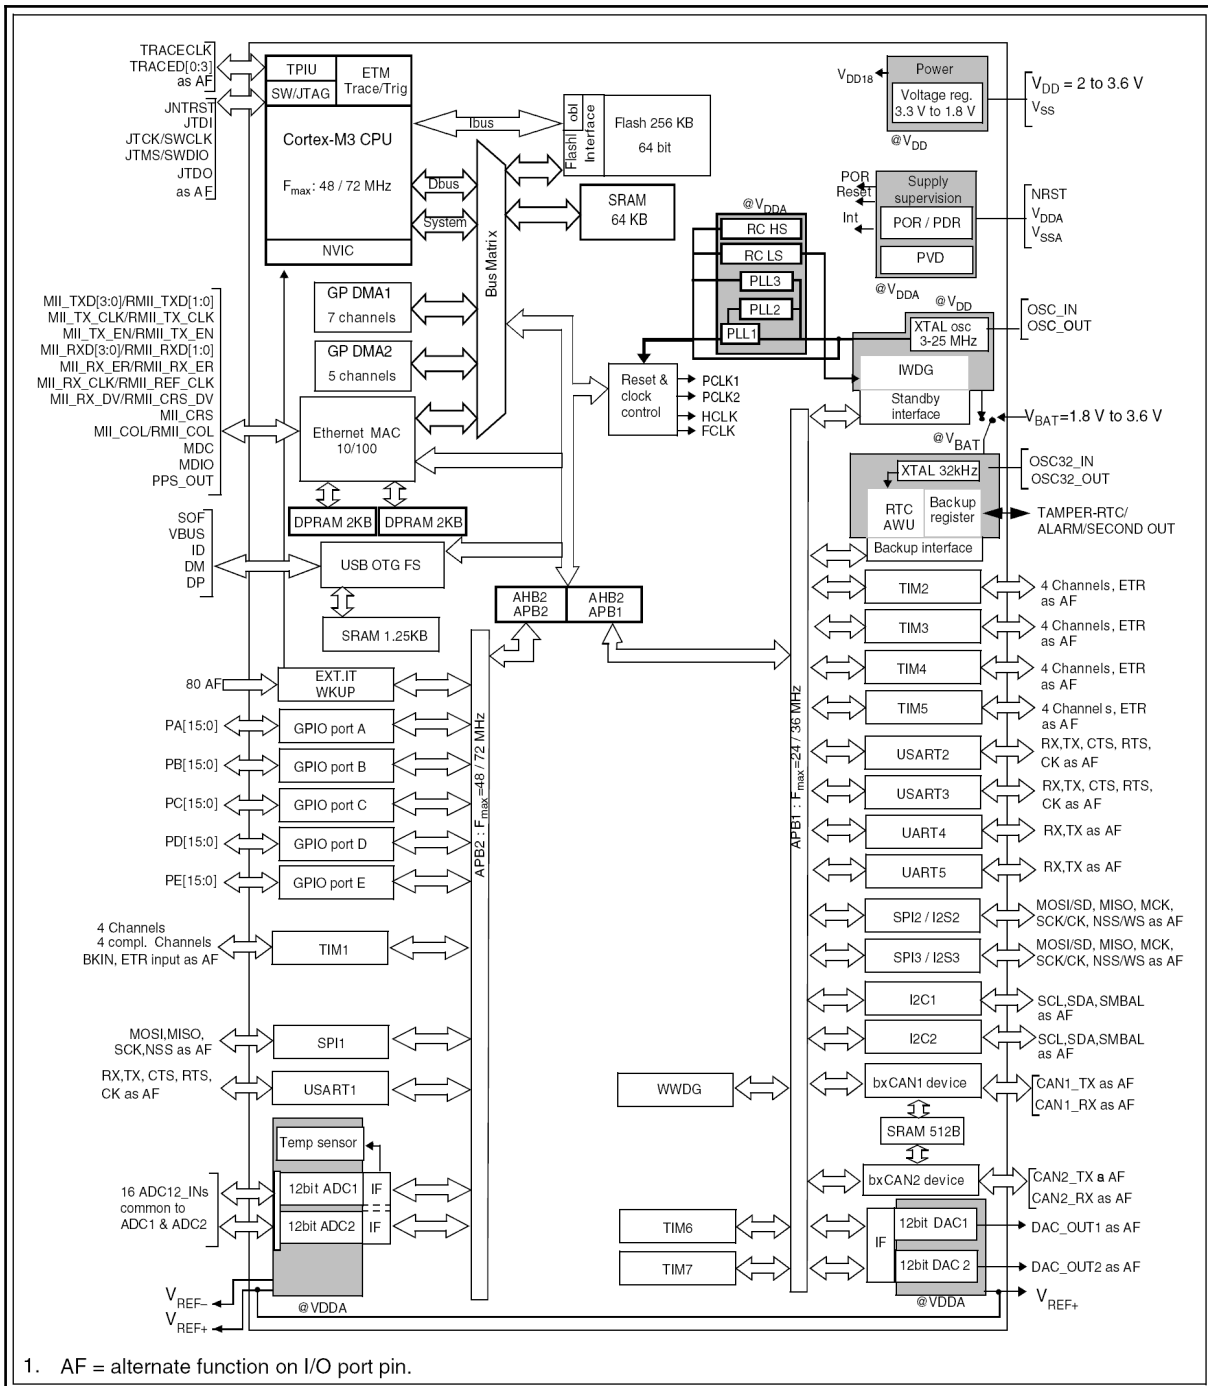 TRACECLK
TRACED[0:3]
as AF
TPIU
SW/JTAG
ETM
Trace/Trig
JNTRST
JTDI
JTCK/SWCLK
JTMS/SWDIO
JTDO
as AF
Cortex-M3 CPU
Fmax: 48 / 72 MHz
NVIC
Ibus
Dbus
System
Bus Matrix
Flash obl
Interface
Flash 256 KB
64 bit
SRAM
64 KB
VDD18
Power
Voltage reg.
3.3 V to 1.8 V
@VDD
VDD = 2 to 3.6 V
VSS
POR
Reset
Int
Supply
supervision
POR / PDR
PVD
@VDDA
NRST
VDDA
VSSA
@VDDA
RC HS
RC LS
PLL3
PLL2
PLL1
@VDD
XTAL osc
3-25 MHz
OSC_IN
OSC_OUT
IWDG
Standby
interface
VBAT=1.8 V to 3.6 V
@VBAT
Reset &
clock
control
PCLK1
PCLK2
HCLK
FCLK
GP DMA1
7 channels
GP DMA2
5 channels
MII_TXD[3:0]/RMII_TXD[1:0]
MII_TX_CLK/RMII_TX_CLK
MII_TX_EN/RMII_TX_EN
MII_RXD[3:0]/RMII_RXD[1:0]
MII_RX_ER/RMII_RX_ER
MII_RX_CLK/RMII_REF_CLK
MII_RX_DV/RMII_CRS_DV
MII_CRS
MII_COL/RMII_COL
MDC
MDIO
PPS_OUT
Ethernet MAC
10/100
DPRAM 2KB
DPRAM 2KB
XTAL 32kHz
OSC32_IN
OSC32_OUT
RTC
AWU
Backup
register
TAMPER-RTC/
ALARM/SECOND OUT
Backup interface
SOF
VBUS
ID
DM
DP
USB OTG FS
SRAM 1.25KB
AHB2
APB2
AHB2
APB1
80 AF
EXT.IT
WKUP
PA[15:0]
GPIO port A
PB[15:0]
GPIO port B
PC[15:0]
GPIO port C
PD[15:0]
GPIO port D
PE[15:0]
GPIO port E
4 Channels
4 compl. Channels
BKIN, ETR input as AF
TIM1
MOSI,MISO,
SCK,NSS as AF
SPI1
RX,TX, CTS, RTS,
CK as AF
USART1
Temp sensor
16 ADC12_INs
common to
ADC1 & ADC2
12bit ADC1
IF
12bit ADC2
IF
VREF–
VREF+
@VDDA
APB2 : Fmax=48 / 72 MHz
APB1 : Fmax=24 / 36 MHz
WWDG
TIM6
TIM7
TIM2
4 Channels, ETR
as AF
TIM3
4 Channels, ETR
as AF
TIM4
4 Channels, ETR
as AF
TIM5
4 Channels, ETR
as AF
USART2
RX,TX, CTS, RTS,
CK as AF
USART3
RX,TX, CTS, RTS,
CK as AF
UART4
RX,TX as AF
UART5
RX,TX as AF
SPI2 / I2S2
MOSI/SD, MISO, MCK,
SCK/CK, NSS/WS as AF
SPI3 / I2S3
MOSI/SD, MISO, MCK,
SCK/CK, NSS/WS as AF
I2C1
SCL,SDA,SMBAL
as AF
I2C2
SCL,SDA,SMBAL
as AF
bxCAN1 device
CAN1_TX as AF
CAN1_RX as AF
SRAM 512B
bxCAN2 device
CAN2_TX a AF
CAN2_RX as AF
IF
12bit DAC1
DAC_OUT1 as AF
12bit DAC 2
DAC_OUT2 as AF
@VDDA
VREF+
1. AF = alternate function on I/O port pin.